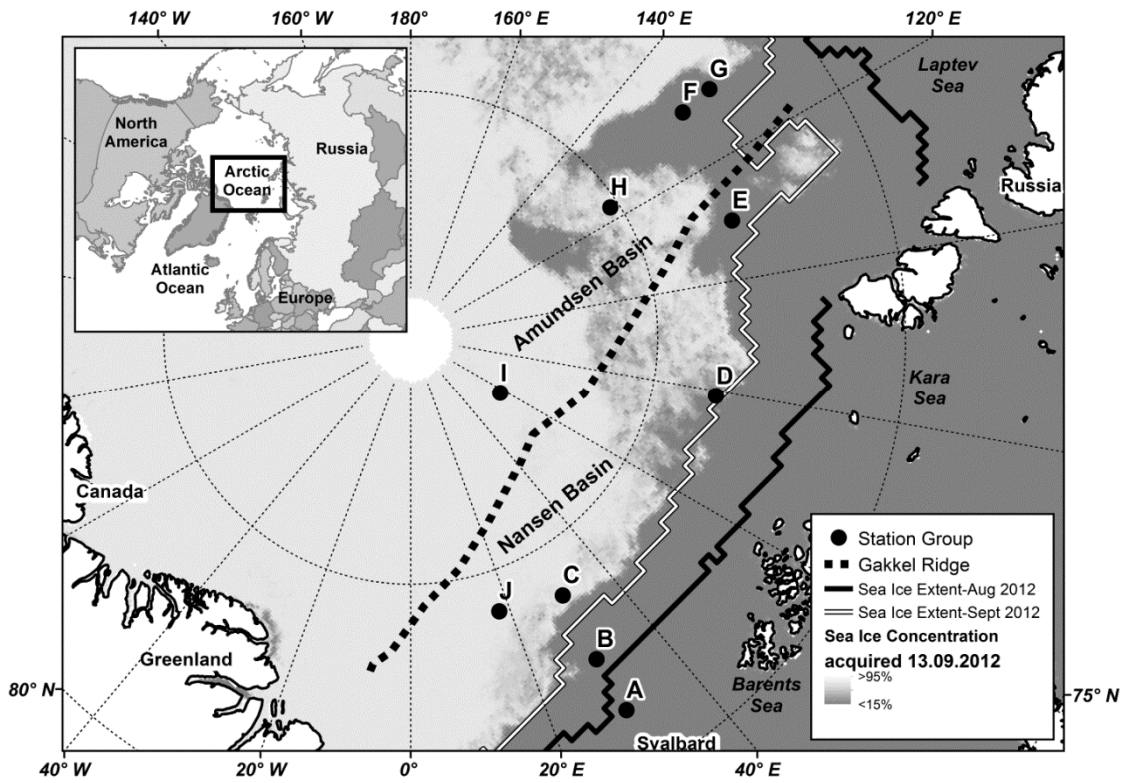 140° W
160° W
180°
160° E
140° E
120° E
North
America
Russia
Arctic
Ocean
Atlantic
Ocean
Europe
G
F
Laptev
Sea
Russia
H
E
Amundsen Basin
I
D
Kara
Sea
Canada
Nansen Basin
J
C
Greenland
B
A
Barents
Sea
Svalbard
80° N
75° N
Station Group
Gakkel Ridge
Sea Ice Extent-Aug 2012
Sea Ice Extent-Sept 2012
Sea Ice Concentration
acquired 13.09.2012
>95%
<15%
40° W
20° W
0°
20° E
40° E